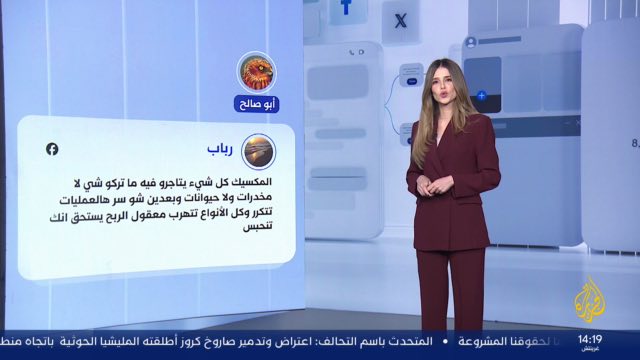 أبو صالح
رباب
المكسيك كل شيء يتاجرو فيه ما تركو شي لا
مخدرات ولا حيوانات وبعدين شو سر هالعمليات
تتكرر وكل الأنواع تتهرب معقول الربح يستحق انك
تنحبس
8,
14:19
غرينتش
لحقوقنا المشروعة • المتحدث باسم التحالف: اعتراض وتدمير صاروخ كروز أطلقته المليشيا الحوثية باتجاه